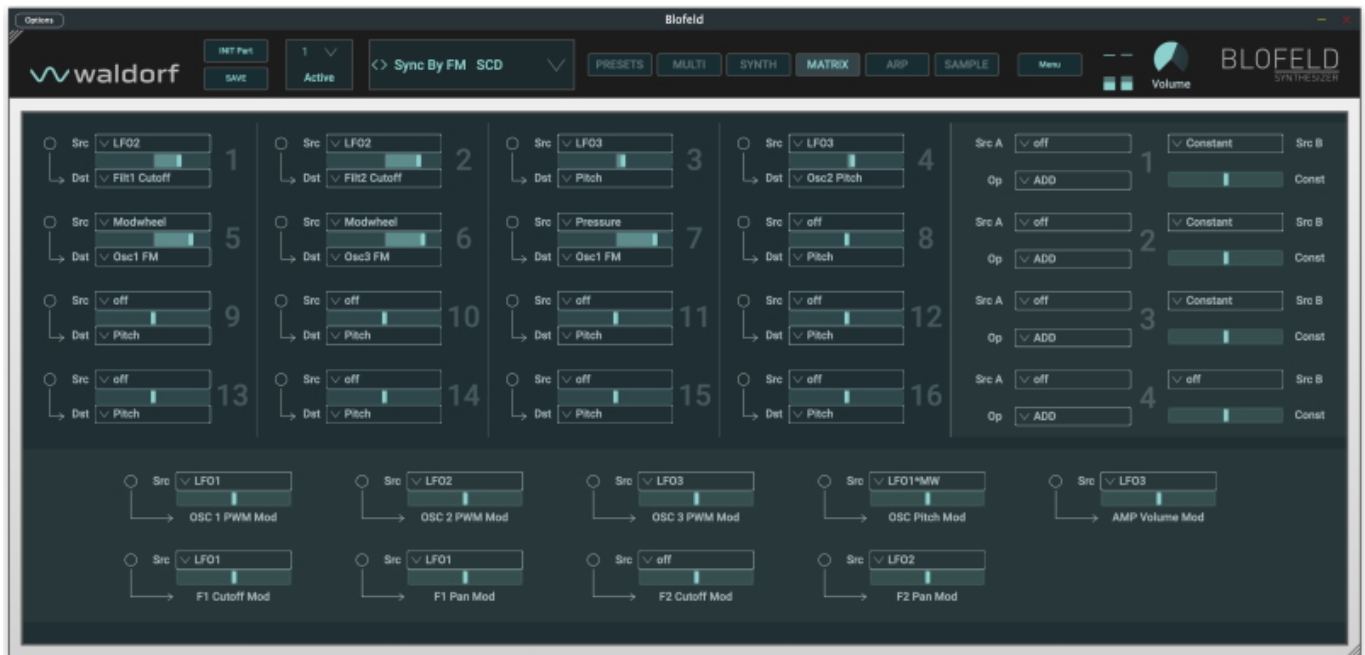 Options Blofeld
waldorf INIT Part SAVE 1 Active <> Sync By FM SCD PRESETS MULTI SYNTH MATRIX ARP SAMPLE Menu Volume BLOFELD SYNTHESIZER
Src LFO2 1 Src LFO2 2 Src LFO3 3 Src LFO3 4 Src A off 1 Constant Src B
Dst Filt1 Cutoff Dst Filt2 Cutoff Dst Pitch Dst Osc2 Pitch Op ADD Const
Src Modwheel 5 Src Modwheel 6 Src Pressure 7 Src off 8 Src A off 2 Constant Src B
Dst Osc1 FM Dst Osc3 FM Dst Osc1 FM Dst Pitch Op ADD Const
Src off 9 Src off 10 Src off 11 Src off 12 Src A off 3 Constant Src B
Dst Pitch Dst Pitch Dst Pitch Dst Pitch Op ADD Const
Src off 13 Src off 14 Src off 15 Src off 16 Src A off 4 off Src B
Dst Pitch Dst Pitch Dst Pitch Dst Pitch Op ADD Const
Src LFO1 Src LFO2 Src LFO3 Src LFO1*MW Src LFO3
OSC 1 PWM Mod OSC 2 PWM Mod OSC 3 PWM Mod OSC Pitch Mod AMP Volume Mod
Src LFO1 Src LFO1 Src off Src LFO2
F1 Cutoff Mod F1 Pan Mod F2 Cutoff Mod F2 Pan Mod